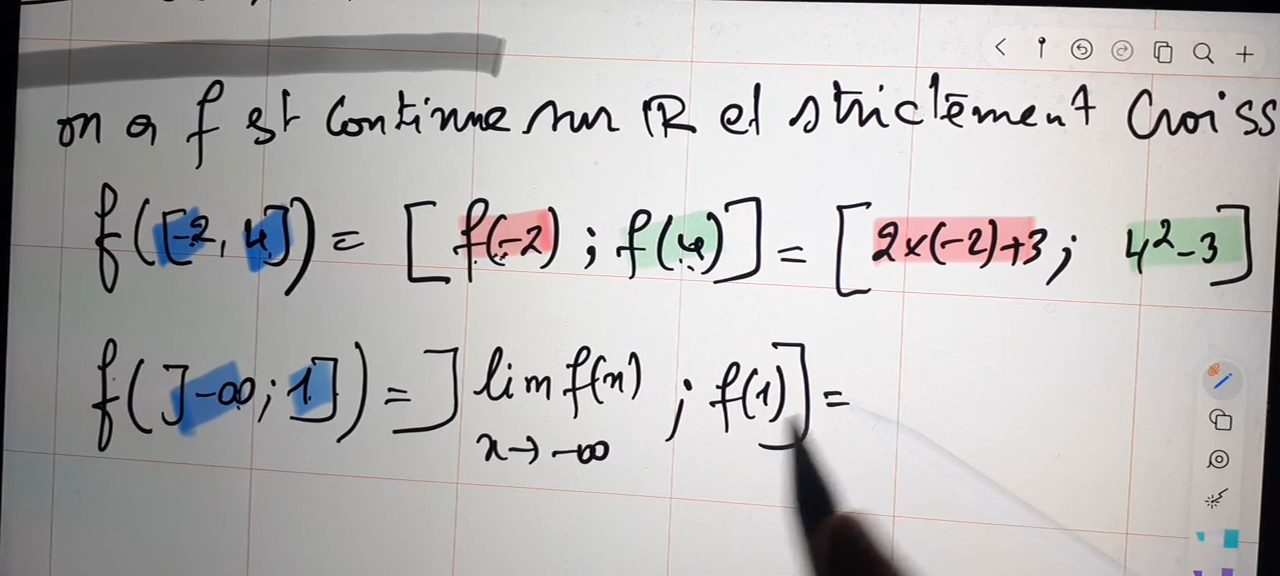 on a f est continue sur ℝ et strictement Croiss
f([-2, 4]) = [f(-2) ; f(4)] = [2×(-2)+3 ; 4²-3]
f(]-∞ ; 1]) = ]lim f(x) ; f(1)] =
x→-∞